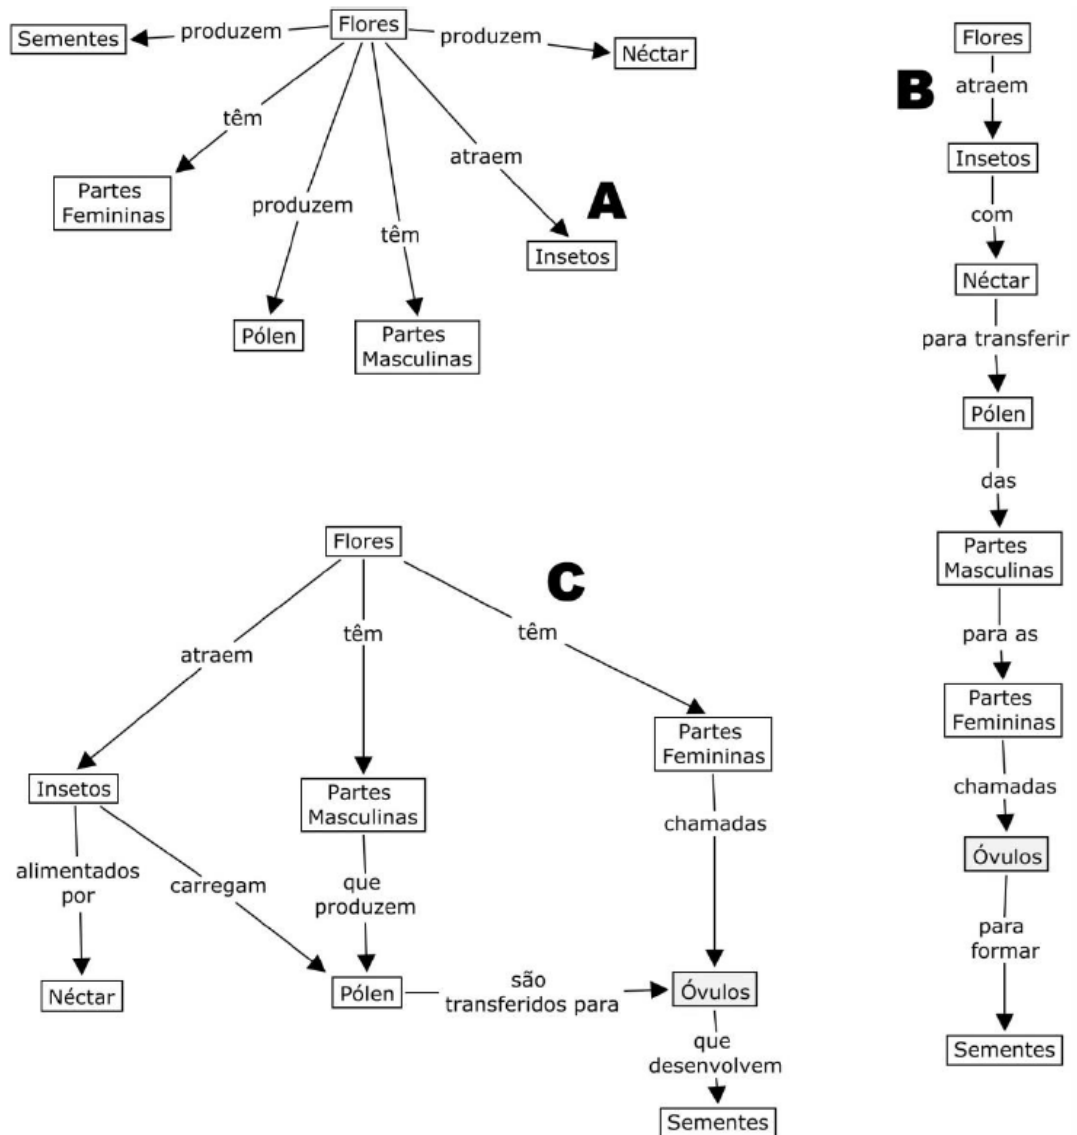 Flores
Sementes
produzem
produzem
Néctar
têm
Partes
Femininas
produzem
têm
atraem
A
Insetos
Pólen
Partes
Masculinas
B
Flores
atraem
Insetos
com
Néctar
para transferir
Pólen
das
Partes
Masculinas
para as
Partes
Femininas
chamadas
Óvulos
para
formar
Sementes
C
Flores
atraem
têm
têm
Insetos
Partes
Masculinas
Partes
Femininas
alimentados
por
carregam
que
produzem
chamadas
Néctar
Pólen
são
transferidos para
Óvulos
que
desenvolvem
Sementes